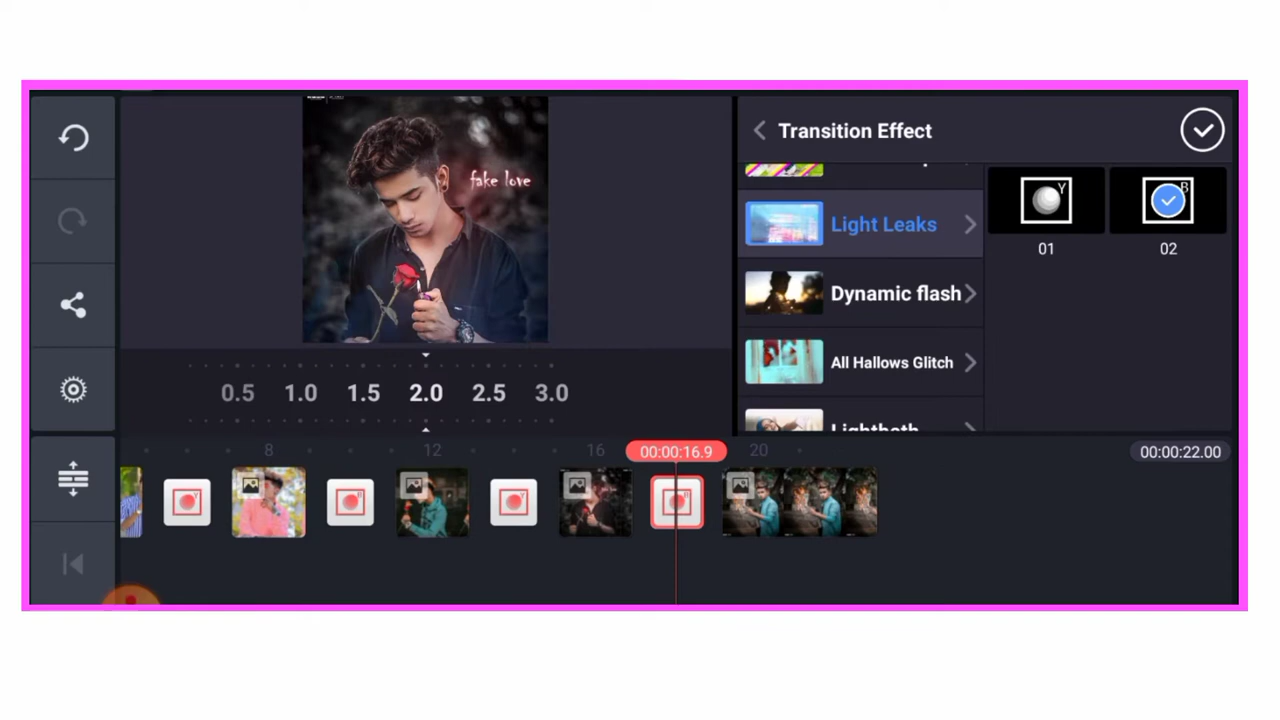 Transition Effect
fake love
Y
B
Light Leaks
01
02
Dynamic flash
All Hallows Glitch
0.5 1.0 1.5 2.0 2.5 3.0
8 12 16 00:00:16.9 20 00:00:22.00